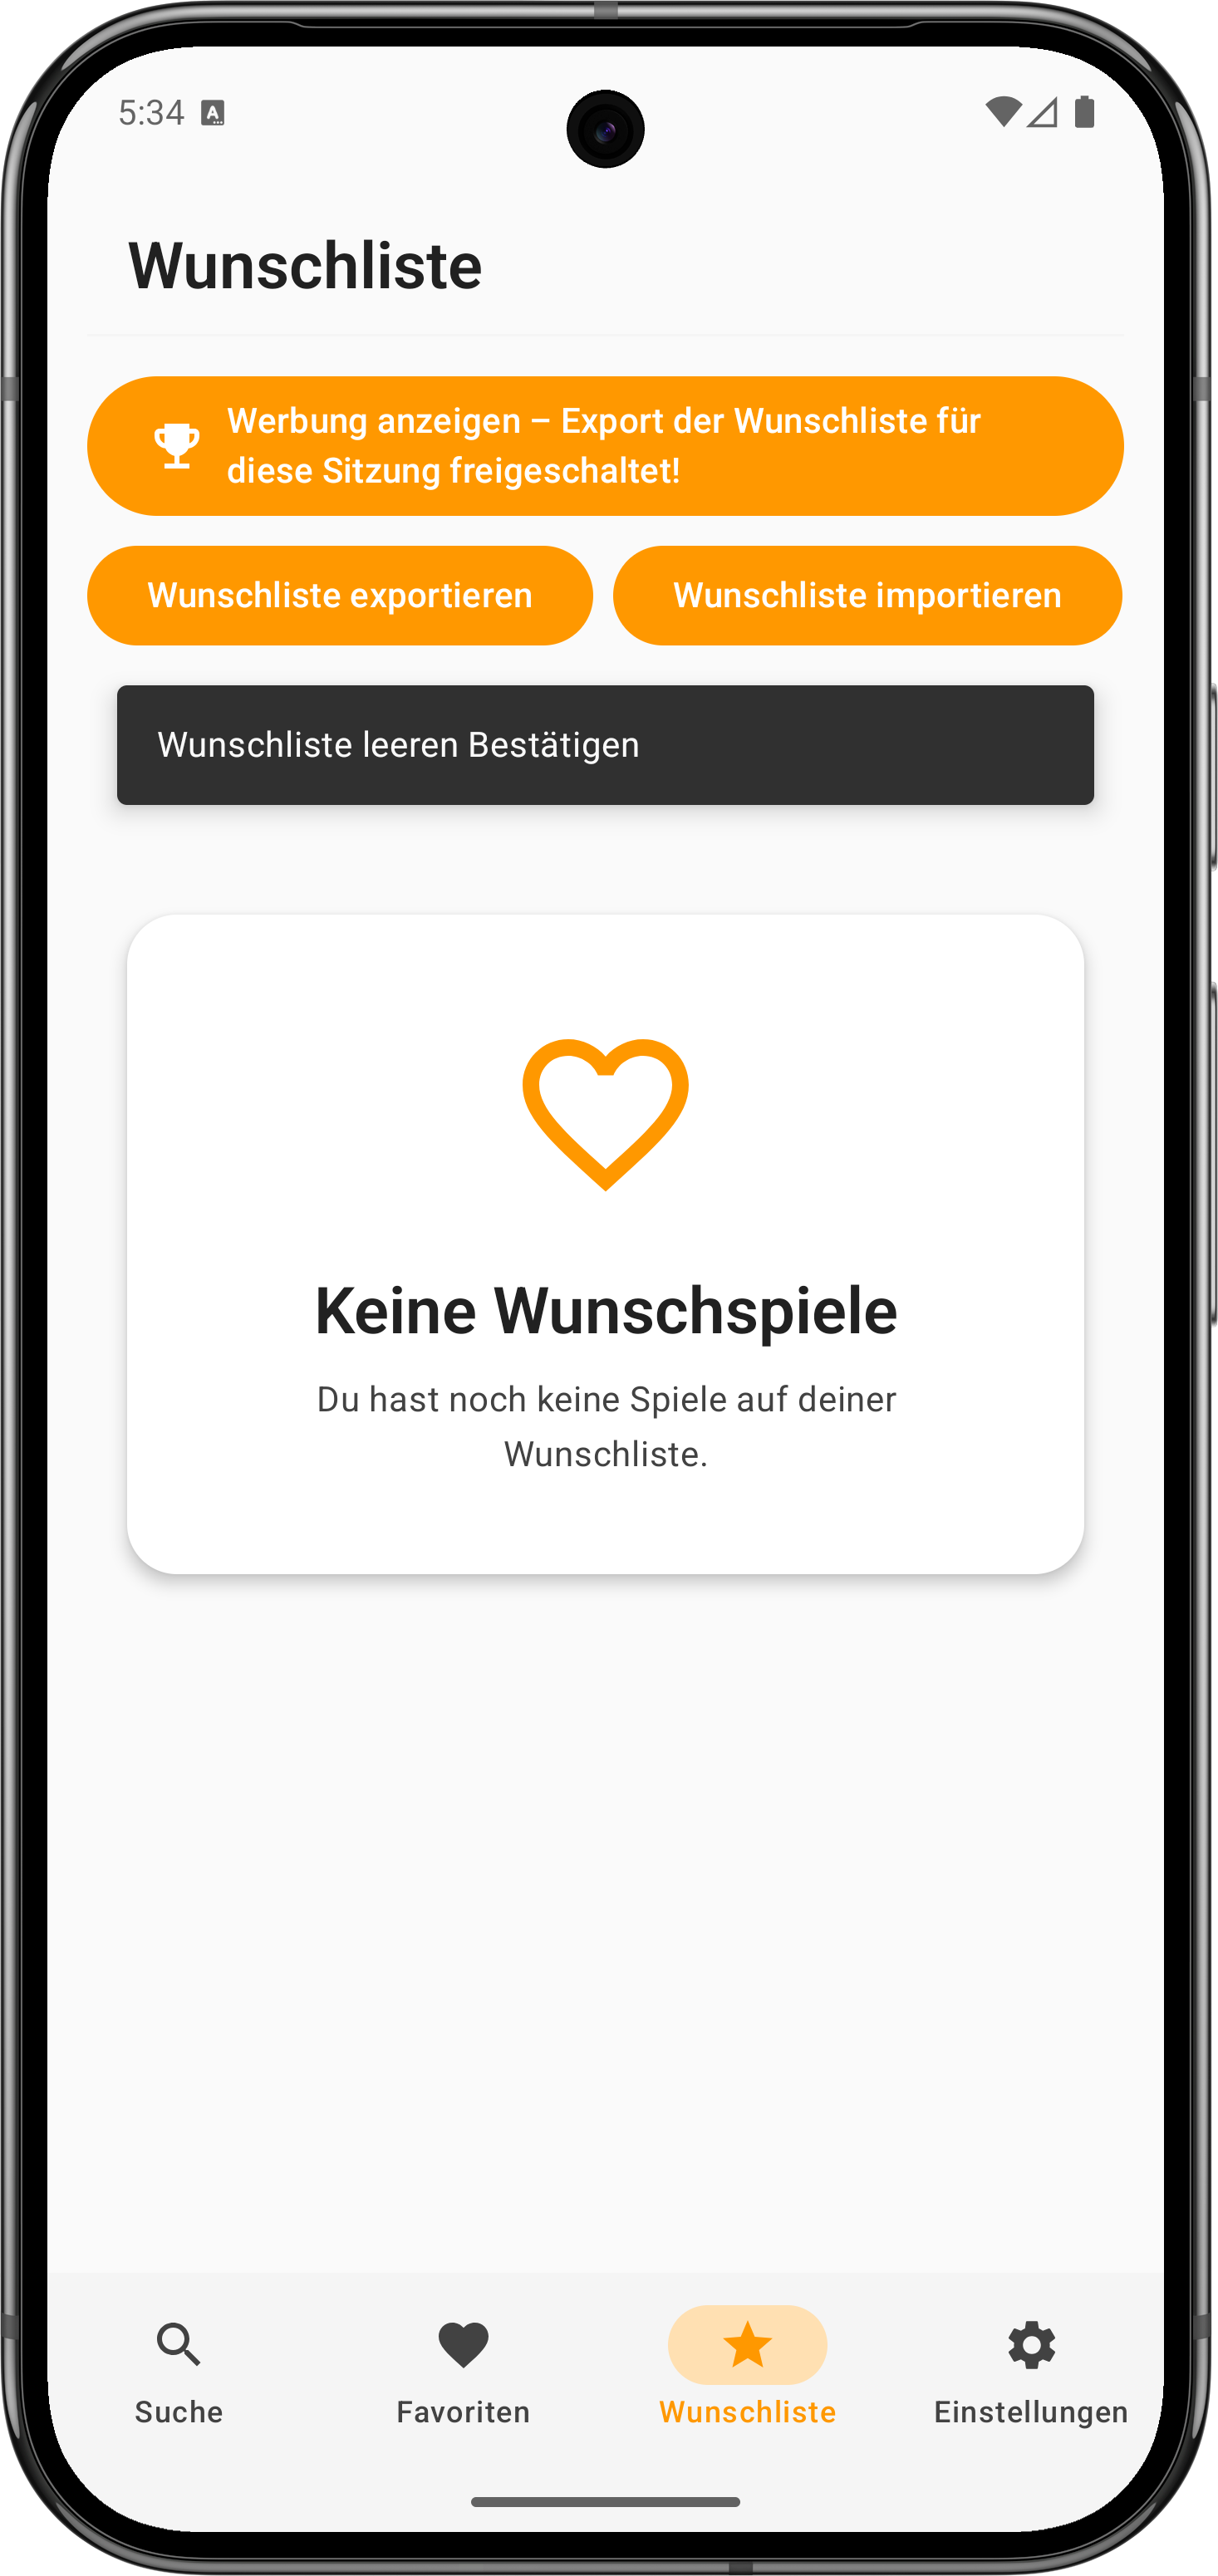 5:34
Wunschliste
Werbung anzeigen – Export der Wunschliste für
diese Sitzung freigeschaltet!
Wunschliste exportieren
Wunschliste importieren
Wunschliste leeren Bestätigen
Keine Wunschspiele
Du hast noch keine Spiele auf deiner
Wunschliste.
Suche
Favoriten
Wunschliste
Einstellungen